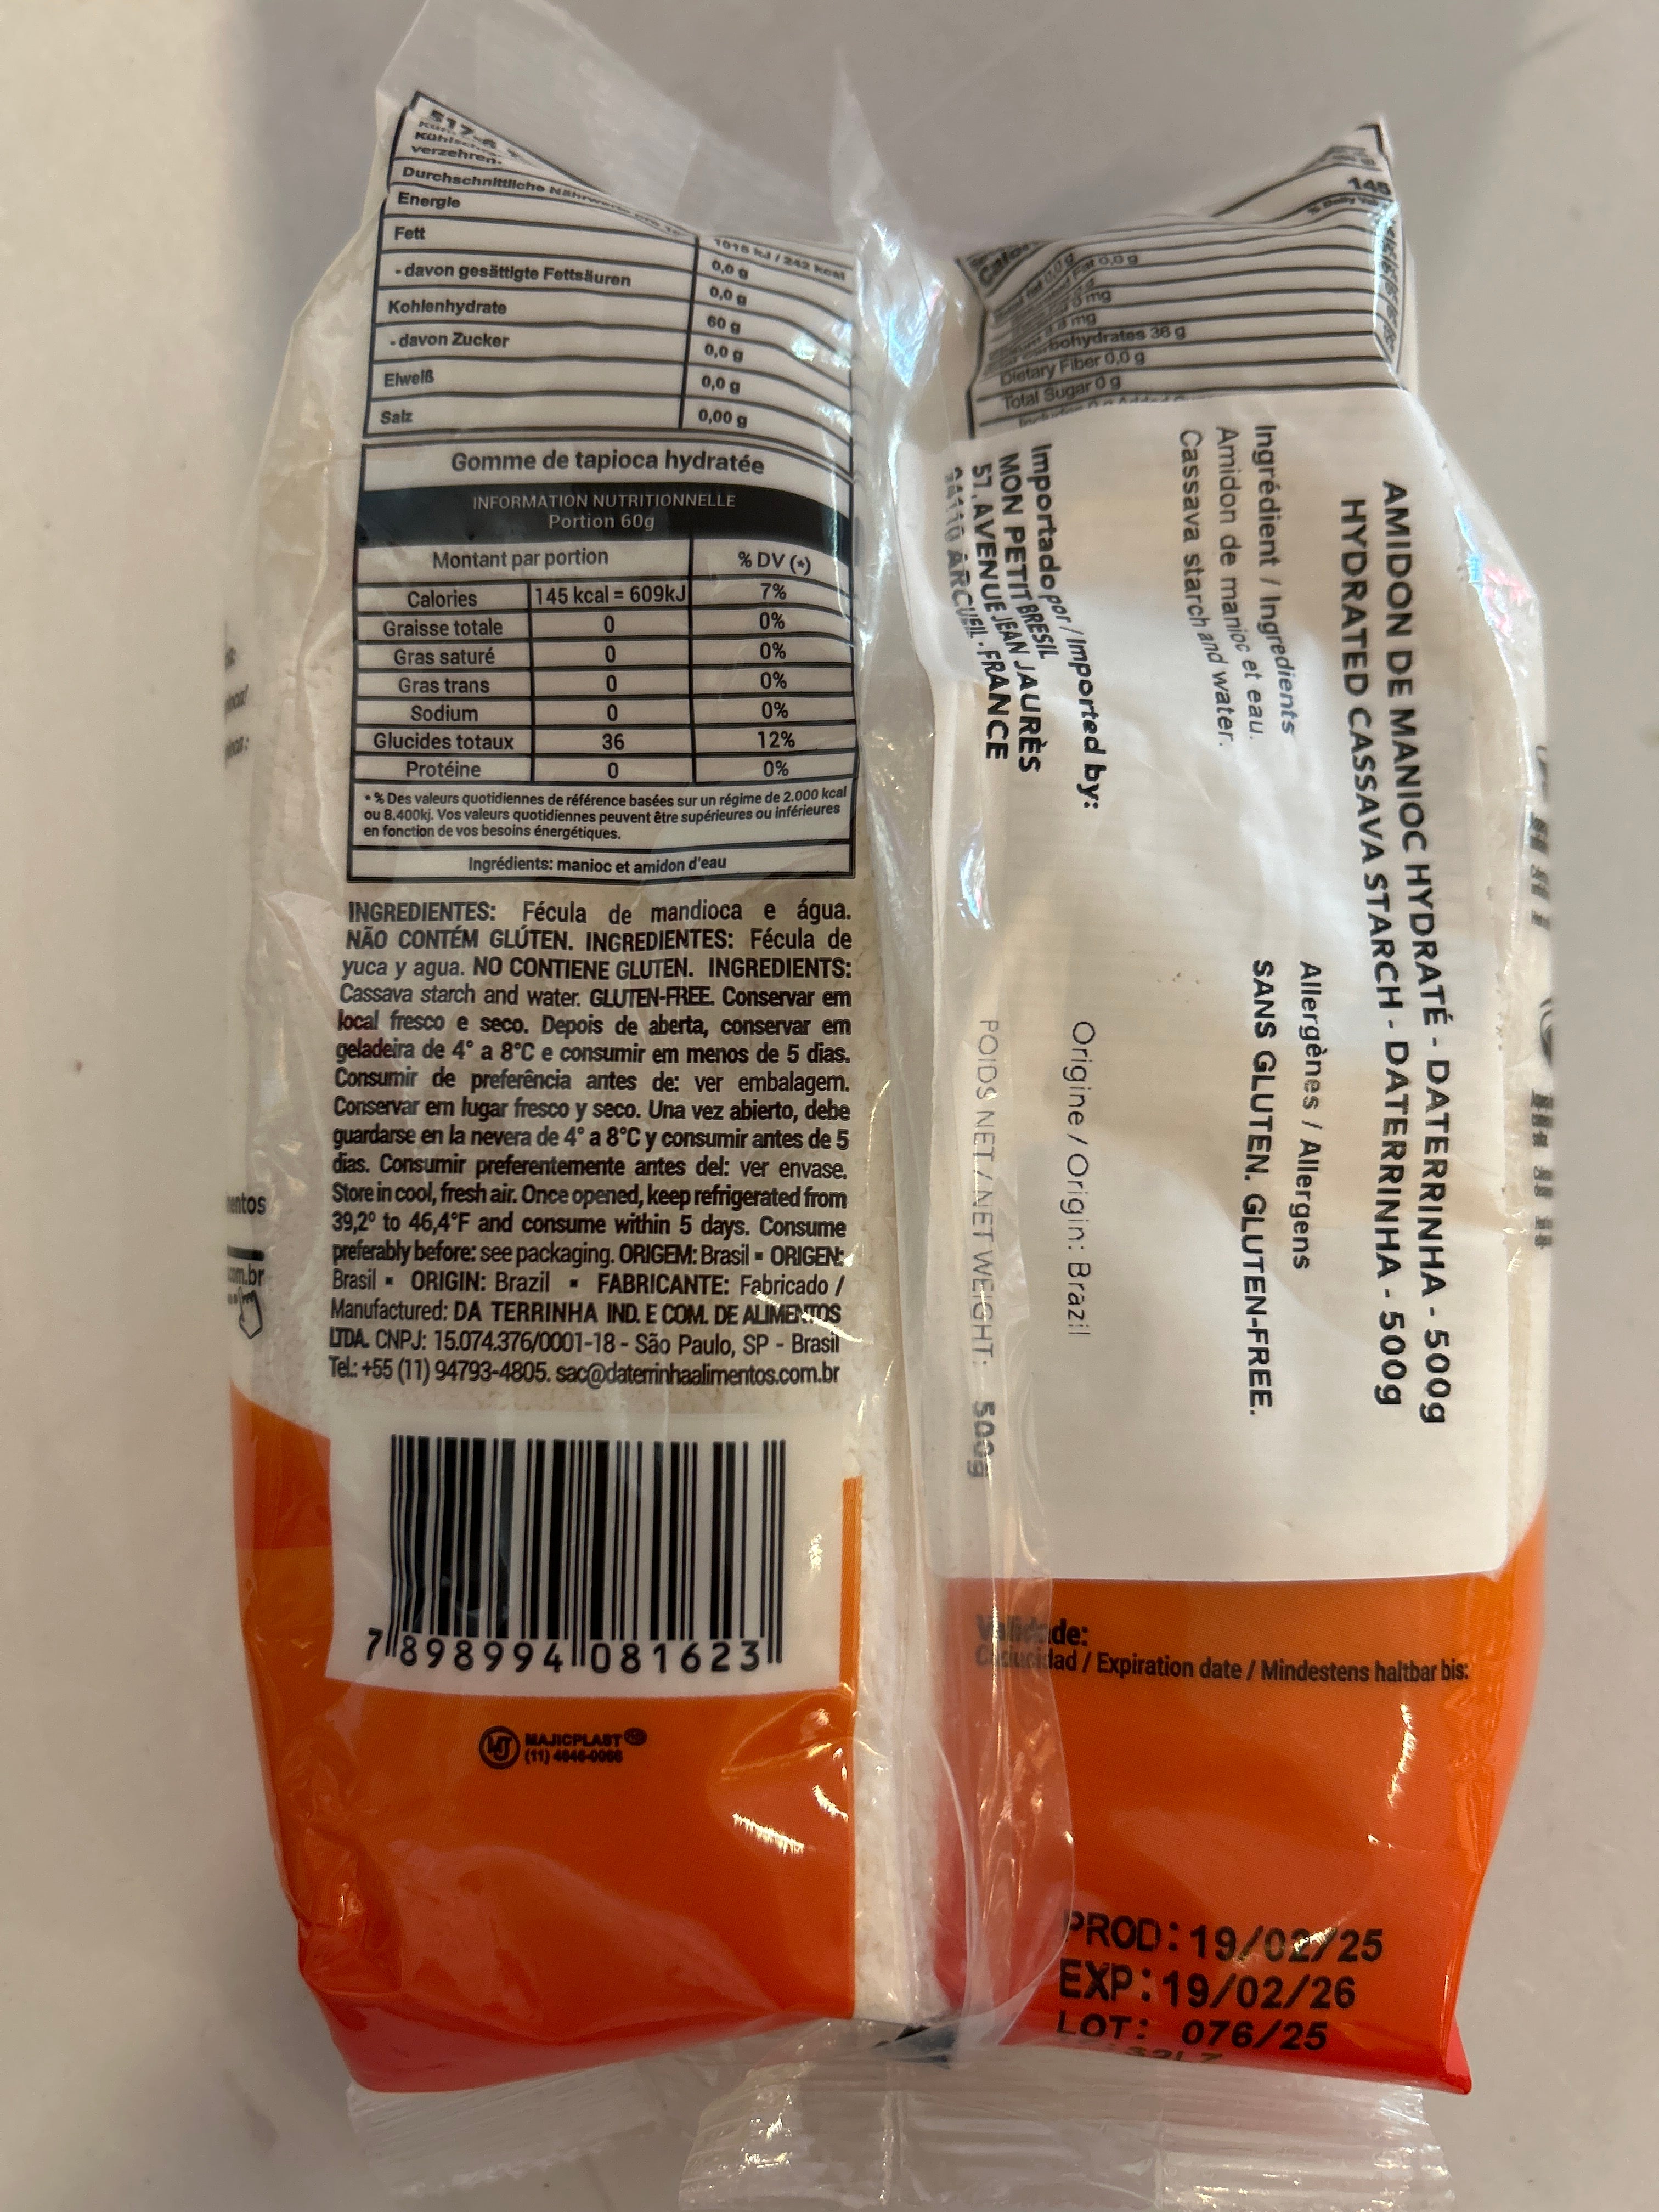 verzehren.
Durchschnittliche
Energie
1015 kJ / 242 kcal
Fett
0,0 g
- davon gesättigte Fettsäuren
0,0 g
Kohlenhydrate
60 g
- davon Zucker
0,0 g
Eiweiß
0,0 g
Salz
0,00 g
Gomme de tapioca hydratée
INFORMATION NUTRITIONNELLE
Portion 60g
Montant par portion % DV (*)
Calories 145 kcal = 609kJ 7%
Graisse totale 0 0%
Gras saturé 0 0%
Gras trans 0 0%
Sodium 0 0%
Glucides totaux 36 12%
Protéine 0 0%
* % Des valeurs quotidiennes de référence basées sur un régime de 2.000 kcal
ou 8.400kj. Vos valeurs quotidiennes peuvent être supérieures ou inférieures
en fonction de vos besoins énergétiques.
Ingrédients: manioc et amidon d'eau
INGREDIENTES: Fécula de mandioca e água.
NÃO CONTÉM GLÚTEN. INGREDIENTES: Fécula de
yuca y agua. NO CONTIENE GLUTEN. INGREDIENTS:
Cassava starch and water. GLUTEN-FREE. Conservar em
local fresco e seco. Depois de aberta, conservar em
geladeira de 4° a 8°C e consumir em menos de 5 dias.
Consumir de preferência antes de: ver embalagem.
Conservar em lugar fresco y seco. Una vez abierto, debe
guardarse en la nevera de 4° a 8°C y consumir antes de 5
dias. Consumir preferentemente antes del: ver envase.
Store in cool, fresh air. Once opened, keep refrigerated from
39,2° to 46,4°F and consume within 5 days. Consume
preferably before: see packaging. ORIGEM: Brasil ▪ ORIGEN:
Brasil ▪ ORIGIN: Brazil ▪ FABRICANTE: Fabricado /
Manufactured: DA TERRINHA IND. E COM. DE ALIMENTOS
LTDA. CNPJ: 15.074.376/0001-18 - São Paulo, SP - Brasil
Tel.: +55 (11) 94793-4805. sac@daterrinhaalimentos.com.br
7 898994 081623
MJ MAJICPLAST
(11) 4646-0066
145
Fat 0,0 g
bohydrates 36 g
Dietary Fiber 0,0 g
Total Sugar 0 g
AMIDON DE MANIOC HYDRATÉ - DATERRINHA - 500g
HYDRATED CASSAVA STARCH - DATERRINHA - 500g
Ingrédient / Ingredients
Amidon de manioc et eau.
Cassava starch and water.
Allergènes / Allergens
SANS GLUTEN. GLUTEN-FREE.
Importado por / Imported by:
MON PETIT BRESIL
57, AVENUE JEAN JAURÈS
94110 ARCUEIL - FRANCE
Origine / Origin: Brazil
POIDS NET / NET WEIGHT: 500g
Validade:
Caducidad / Expiration date / Mindestens haltbar bis:
PROD: 19/02/25
EXP: 19/02/26
LOT: 076/25